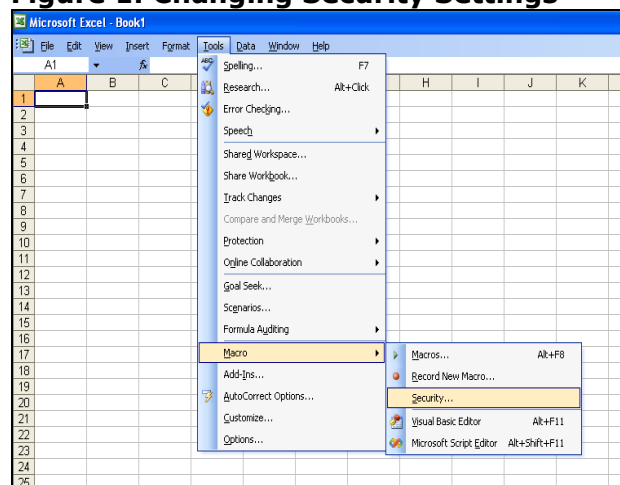 Figure 1: Changing Security Settings
Microsoft Excel - Book1
File Edit View Insert Format Tools Data Window Help
A1 fx
A B C H I J K
Spelling... F7
Research... Alt+Click
Error Checking...
Speech
Shared Workspace...
Share Workbook...
Track Changes
Compare and Merge Workbooks...
Protection
Online Collaboration
Goal Seek...
Scenarios...
Formula Auditing
Macro
Add-Ins...
AutoCorrect Options...
Customize...
Options...
Macros... Alt+F8
Record New Macro...
Security...
Visual Basic Editor Alt+F11
Microsoft Script Editor Alt+Shift+F11
1
2
3
4
5
6
7
8
9
10
11
12
13
14
15
16
17
18
19
20
21
22
23
24
25